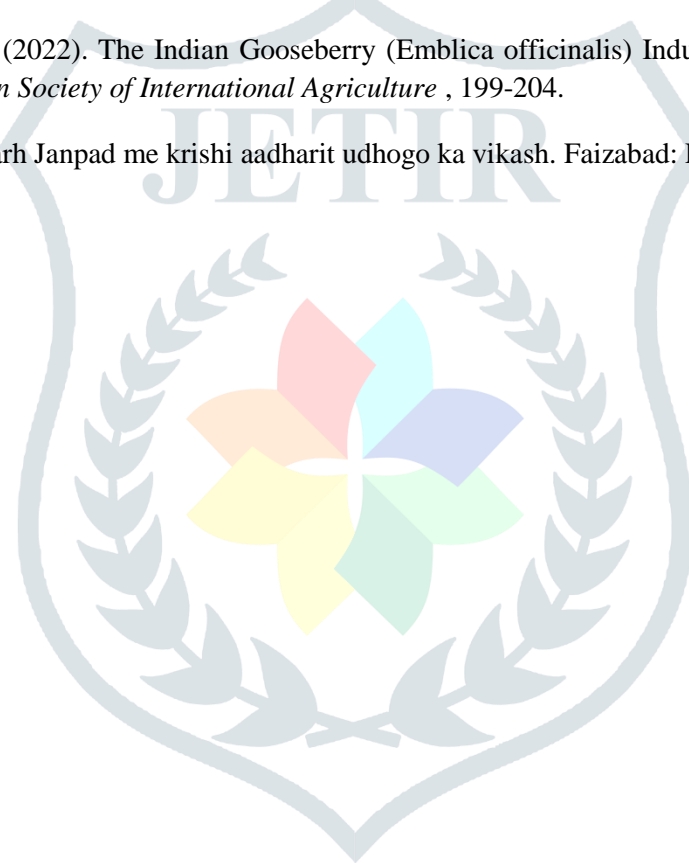 (2022). The Indian Gooseberry (Emblica officinalis) Indu
n Society of International Agriculture , 199-204.
arh Janpad me krishi aadharit udhogo ka vikash. Faizabad:
JETIR